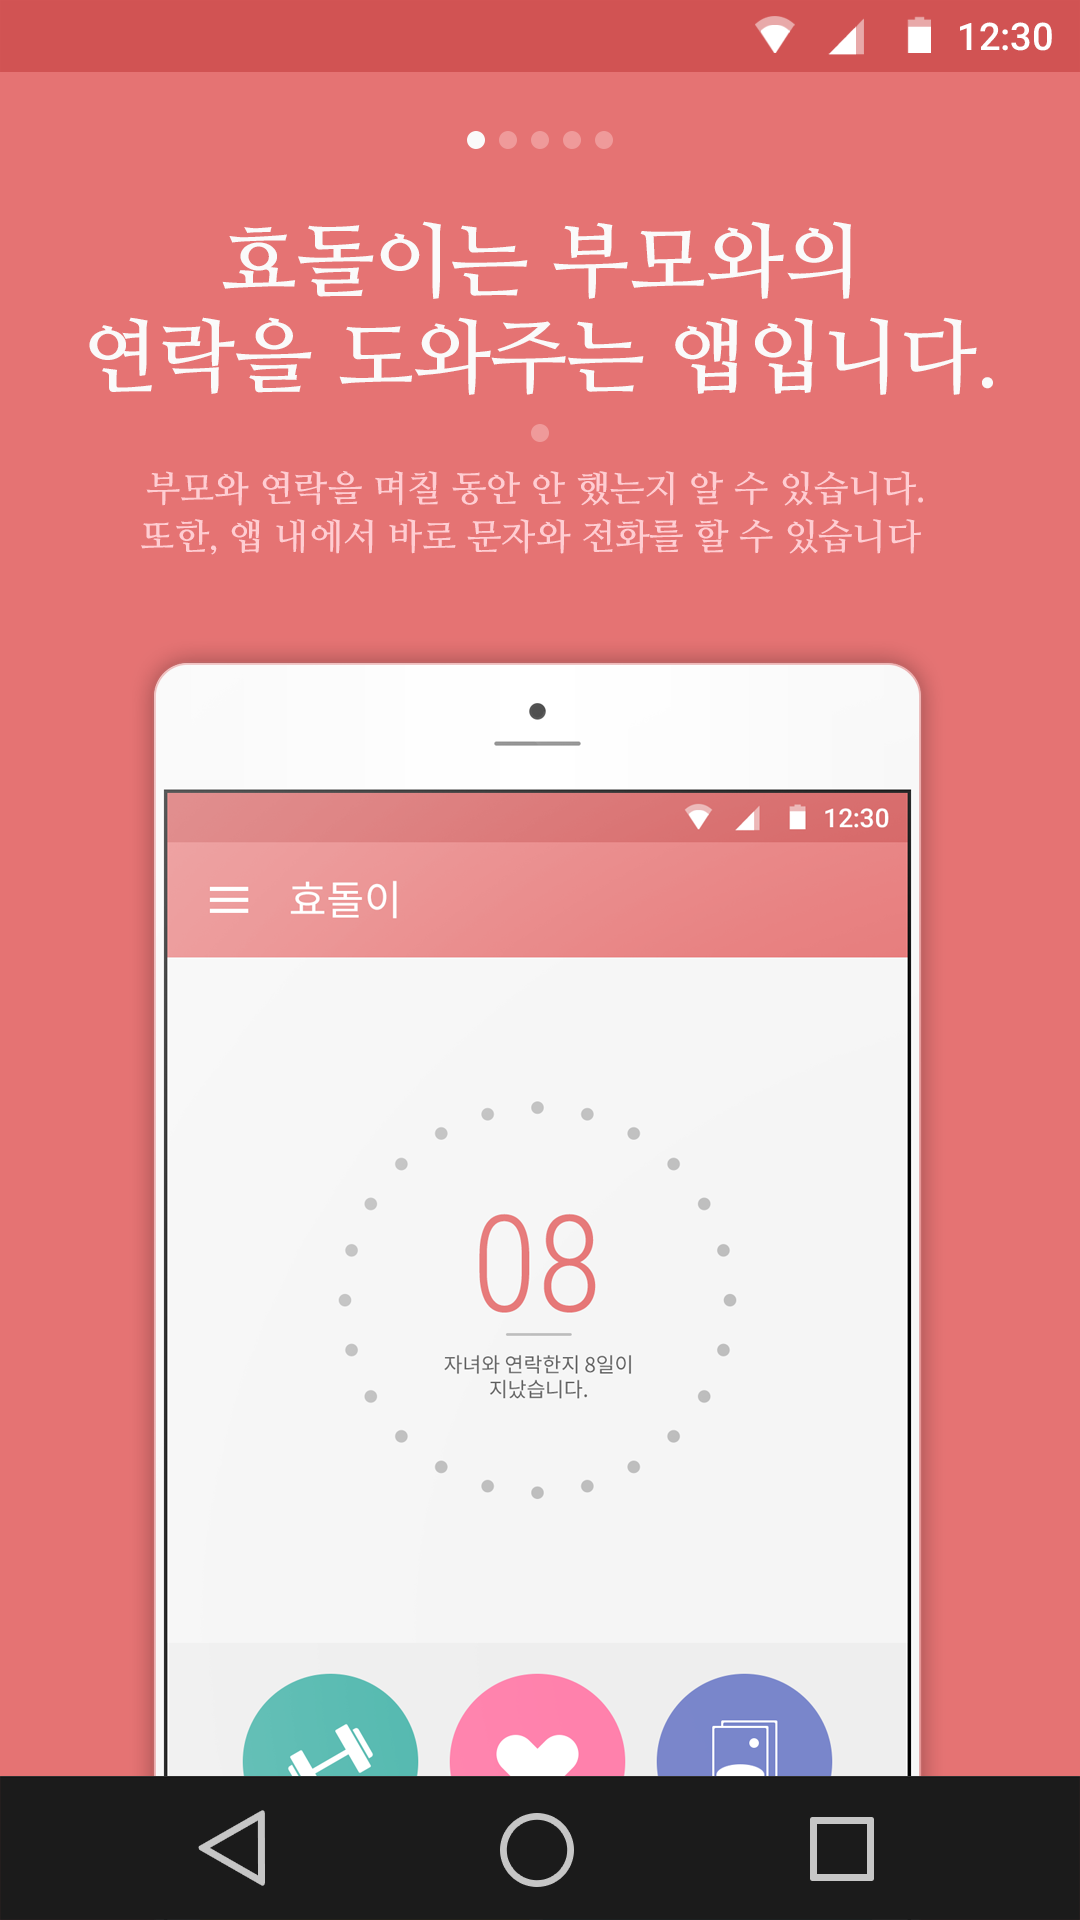 12:30
효돌이는 부모와의
연락을 도와주는 앱입니다.
부모와 연락을 며칠 동안 안 했는지 알 수 있습니다.
또한, 앱 내에서 바로 문자와 전화를 할 수 있습니다
12:30
효돌이
08
자녀와 연락한지 8일이
지났습니다.